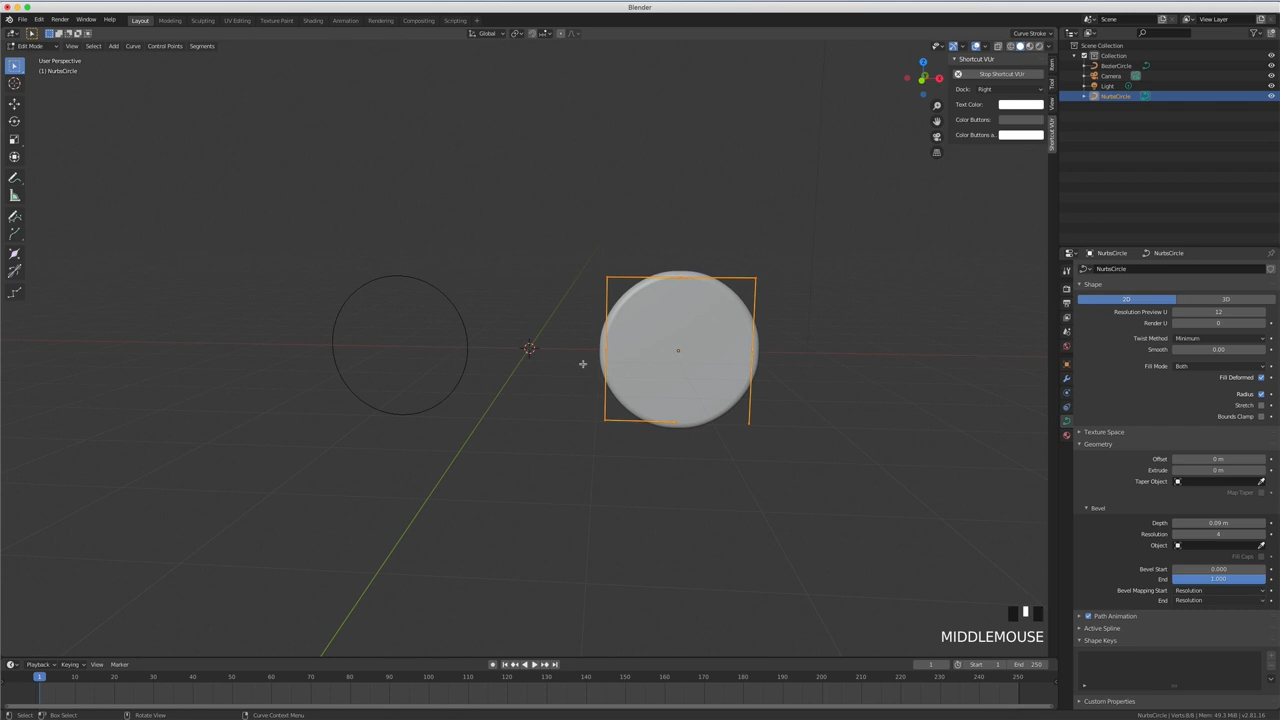 Blender
File Edit Render Window Help
Layout Modeling Sculpting UV Editing Texture Paint Shading Animation Rendering Compositing Scripting +
Scene View Layer
Global Curve Stroke
Edit Mode View Select Add Curve Control Points Segments
User Perspective
(1) NurbsCircle
Shortcut VUr
Stop Shortcut VUr
Dock: Right
Text Color:
Color Buttons:
Color Buttons a..
Item
Tool
View
Shortcut VUr
Scene Collection
Collection
BezierCircle
Camera
Light
NurbsCircle
NurbsCircle NurbsCircle
NurbsCircle
Shape
2D 3D
Resolution Preview U 12
Render U 0
Twist Method Minimum
Smooth 0.00
Fill Mode Both
Fill Deformed
Radius
Stretch
Bounds Clamp
Texture Space
Geometry
Offset 0 m
Extrude 0 m
Taper Object
Map Taper
Bevel
Depth 0.09 m
Resolution 4
Object
Fill Caps
Bevel Start 0.000
End 1.000
Bevel Mapping Start Resolution
End Resolution
Path Animation
Active Spline
Shape Keys
Custom Properties
MIDDLEMOUSE
Playback Keying View Marker 1 Start 1 End 250
1 10 20 30 40 50 60 70 80 90 100 110 120 130 140 150 160 170 180 190 200 210 220 230 240 250
Select Box Select Rotate View Curve Context Menu NurbsCircle | Verts:8/8 | Mem: 49.3 MiB | v2.81.16